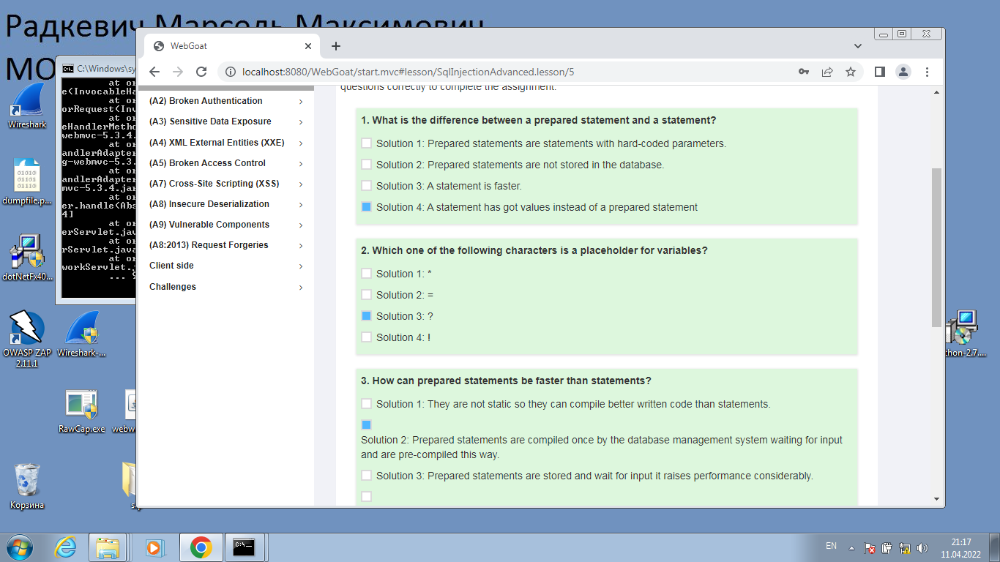 Радкевич Марсель Максимович
WebGoat
C:\Windows\sy
localhost:8080/WebGoat/start.mvc#lesson/SqlInjectionAdvanced.lesson/5
questions correctly to complete the assignment.
(A2) Broken Authentication
(A3) Sensitive Data Exposure
(A4) XML External Entities (XXE)
(A5) Broken Access Control
(A7) Cross-Site Scripting (XSS)
(A8) Insecure Deserialization
(A9) Vulnerable Components
(A8:2013) Request Forgeries
Client side
Challenges
1. What is the difference between a prepared statement and a statement?
Solution 1: Prepared statements are statements with hard-coded parameters.
Solution 2: Prepared statements are not stored in the database.
Solution 3: A statement is faster.
Solution 4: A statement has got values instead of a prepared statement
2. Which one of the following characters is a placeholder for variables?
Solution 1: *
Solution 2: =
Solution 3: ?
Solution 4: !
3. How can prepared statements be faster than statements?
Solution 1: They are not static so they can compile better written code than statements.
Solution 2: Prepared statements are compiled once by the database management system waiting for input
and are pre-compiled this way.
Solution 3: Prepared statements are stored and wait for input it raises performance considerably.
at or
e(InvocableHa
at or
orRequest(Inv
at or
eHandlerMetho
webmvc-5.3.4.
at or
andlerAdapter
g-webmvc-5.3.
at or
andlerAdapter
mvc-5.3.4.jar
at or
er.handle(Abs
4]
at or
erServlet.jav
at or
rServlet.java
at or
workServlet.j
...
Wireshark
dumpfile.p...
dotNetFx40...
OWASP ZAP
2.11.1
Wireshark-...
RawCap.exe
webw
Корзина
thon-2.7....
EN
21:17
11.04.2022